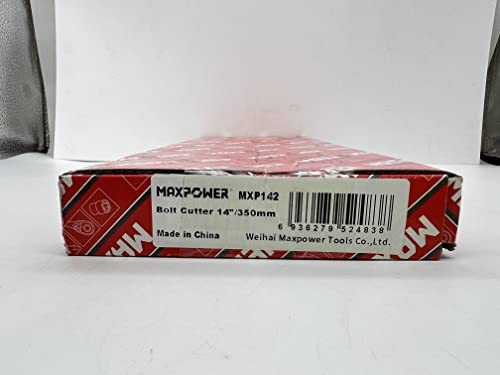 MAXPOWER® MXP142
Bolt Cutter 14"/350mm
6 936279 524838
Made in China
Weihai Maxpower Tools Co.,Ltd.